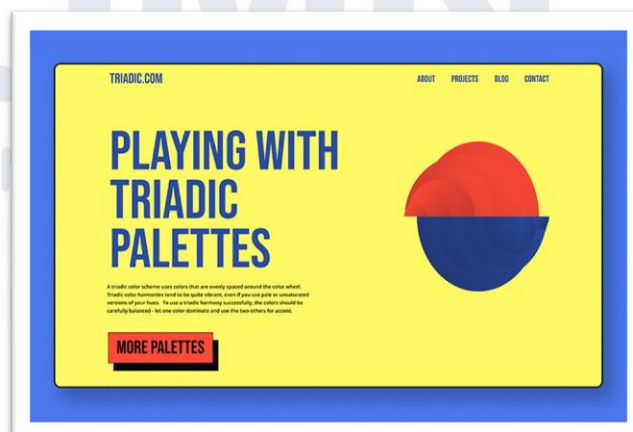 TRIADIC.COM
ABOUT PROJECTS BLOG CONTACT
PLAYING WITH
TRIADIC
PALETTES
A triadic color scheme uses colors that are evenly spaced around the color wheel.
Triadic color harmonies tend to be quite vibrant, even if you use pale or unsaturated
versions of your hues. To use a triadic harmony successfully, the colors should be
carefully balanced - let one color dominate and use the two others for accent.
MORE PALETTES